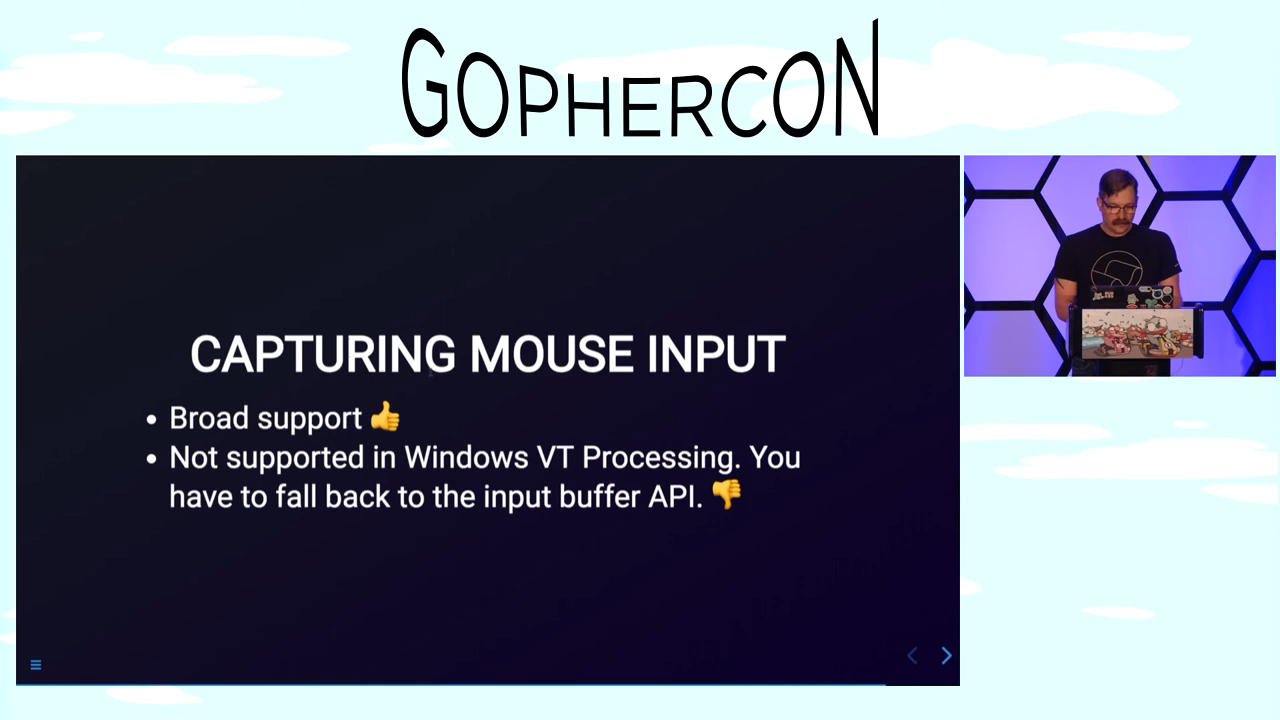 GOPHERCON
CAPTURING MOUSE INPUT
• Broad support 👍
• Not supported in Windows VT Processing. You
have to fall back to the input buffer API. 👎